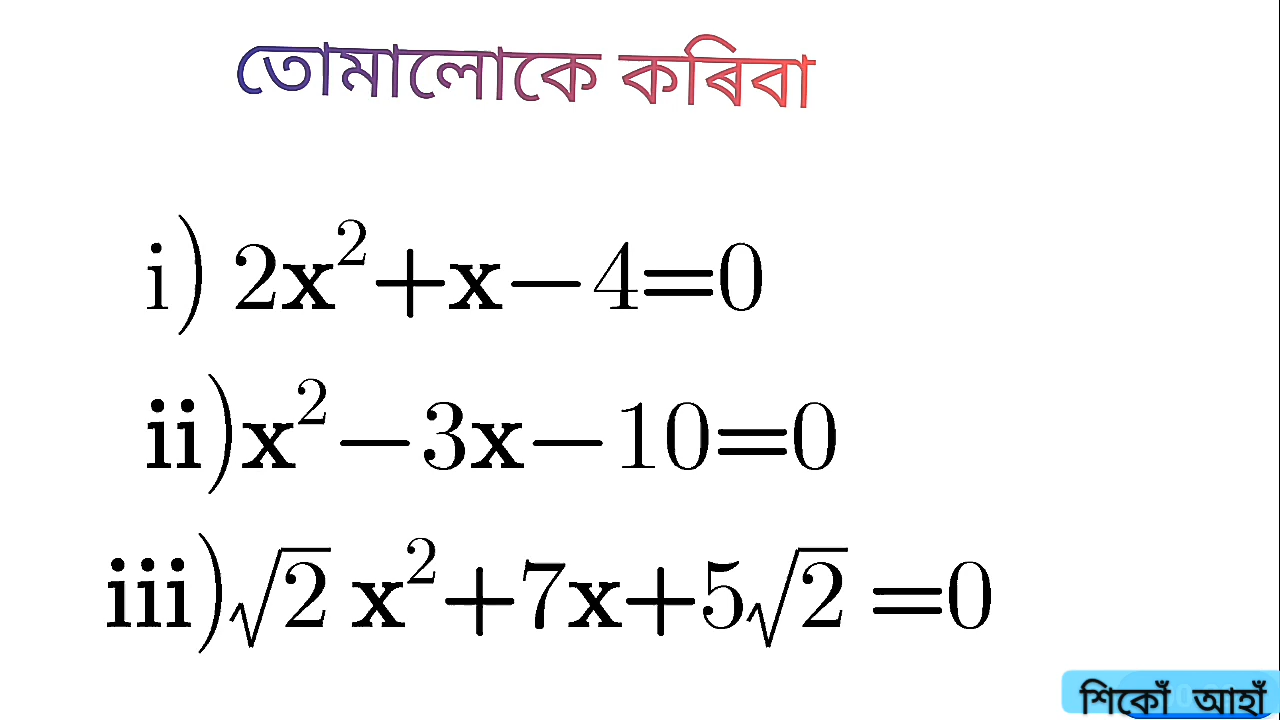 তোমালোকে কৰিবা
i) 2x²+x−4=0
ii)x²−3x−10=0
iii)√2 x²+7x+5√2 =0
শিকোঁ আহাঁ